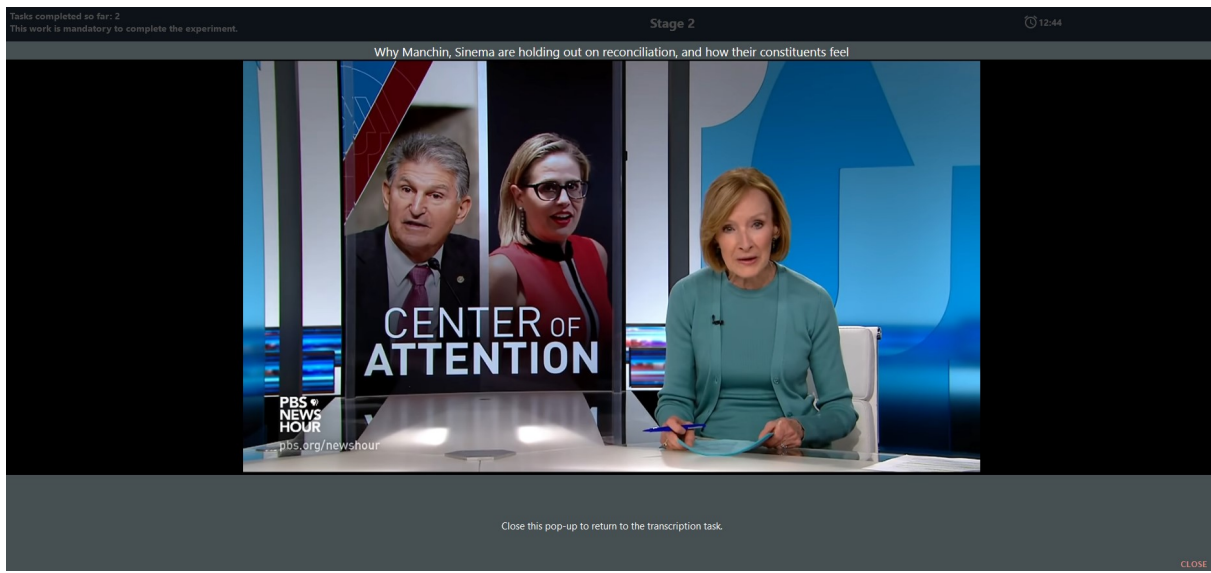 Tasks completed so far: 2
This work is mandatory to complete the experiment.
Stage 2
12:44
Why Manchin, Sinema are holding out on reconciliation, and how their constituents feel
CENTER OF
ATTENTION
PBS
NEWS
HOUR
pbs.org/newshour
Close this pop-up to return to the transcription task.
CLOSE